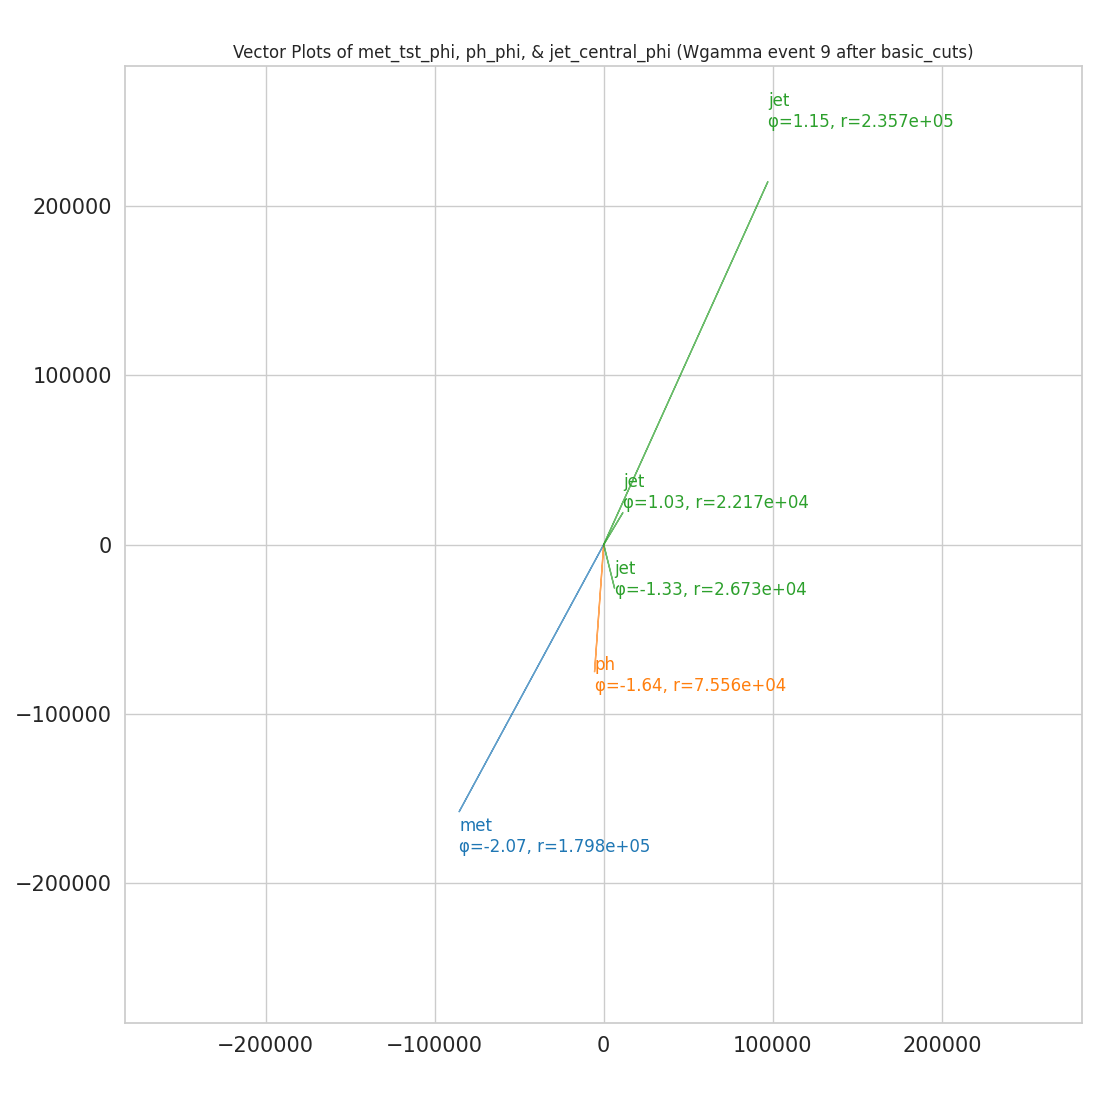 Vector Plots of met_tst_phi, ph_phi, & jet_central_phi (Wgamma event 9 after basic_cuts)
jet
φ=1.15, r=2.357e+05
200000
100000
jet
φ=1.03, r=2.217e+04
0
jet
φ=-1.33, r=2.673e+04
ph
φ=-1.64, r=7.556e+04
−100000
met
φ=-2.07, r=1.798e+05
−200000
−200000 −100000 0 100000 200000